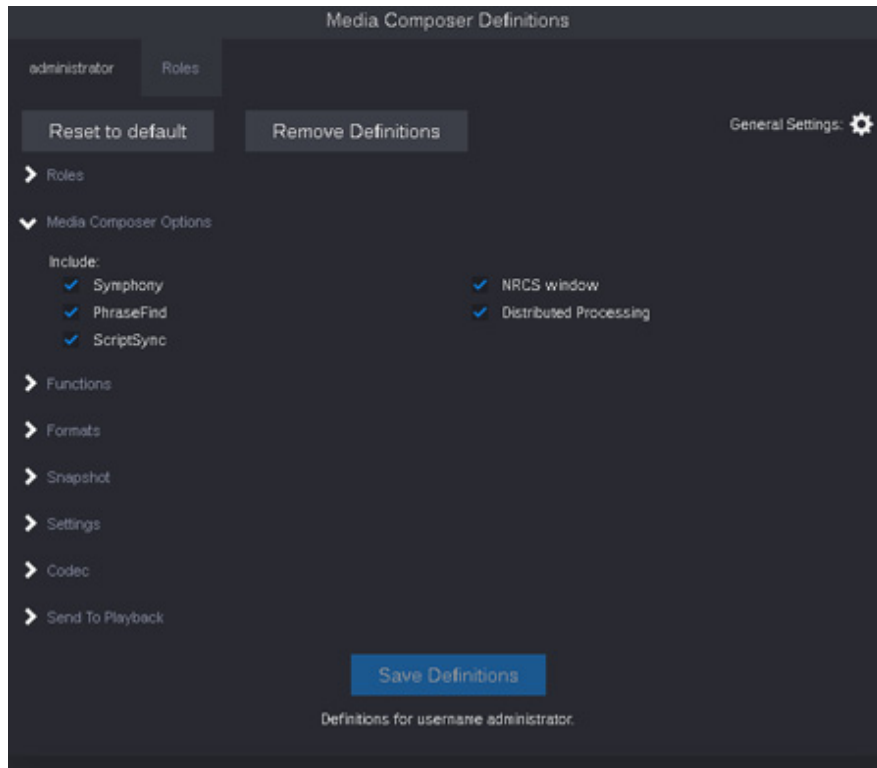 Media Composer Definitions
administrator Roles
Reset to default Remove Definitions General Settings:
Roles
Media Composer Options
Include:
Symphony NRCS window
PhraseFind Distributed Processing
ScriptSync
Functions
Formats
Snapshot
Settings
Codec
Send To Playback
Save Definitions
Definitions for username administrator.